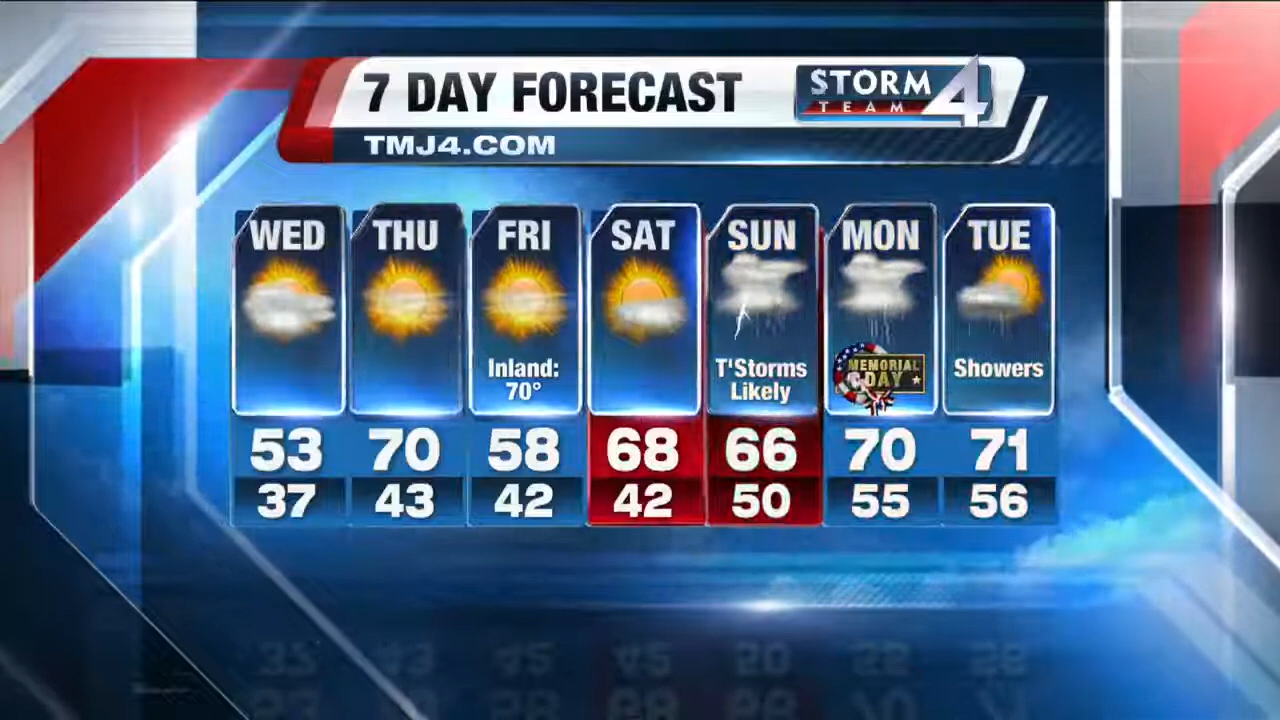 7 DAY FORECAST
STORM 4
TEAM
TMJ4.COM
WED THU FRI SAT SUN MON TUE
Inland:
70°
T'Storms
Likely
MEMORIAL
DAY
Showers
53 70 58 68 66 70 71
37 43 42 42 50 55 56